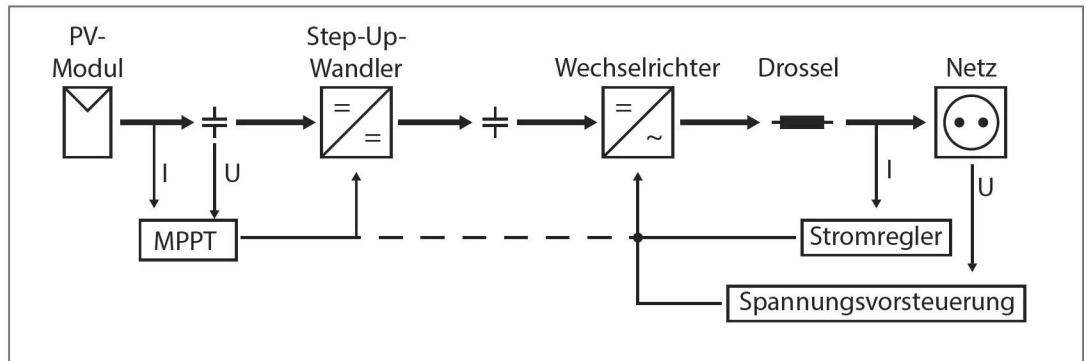 PV-
Modul
Step-Up-
Wandler
Wechselrichter
Drossel
Netz
=
=
=
~
I
U
I
U
MPPT
Stromregler
Spannungsvorsteuerung